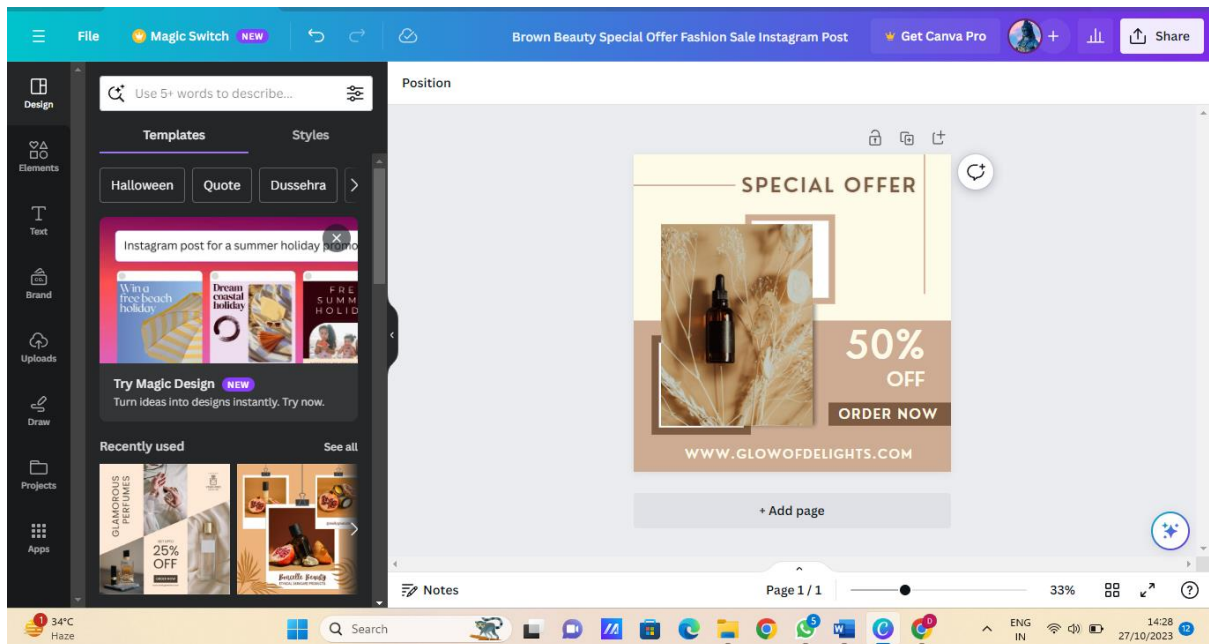 File
Magic Switch NEW
Brown Beauty Special Offer Fashion Sale Instagram Post
Get Canva Pro
+
Share
Design
Elements
Text
Brand
Uploads
Draw
Projects
Apps
Use 5+ words to describe...
Templates
Styles
Halloween
Quote
Dussehra
Instagram post for a summer holiday promo
Win a
free beach
holiday
Dream
coastal
holiday
FRE
SUMM
HOLID
Try Magic Design NEW
Turn ideas into designs instantly. Try now.
Recently used
See all
GLAMOROUS
PERFUMES
25%
OFF
Position
SPECIAL OFFER
50%
OFF
ORDER NOW
WWW.GLOWOFDELIGHTS.COM
+ Add page
Notes
Page 1 / 1
33%
34°C
Haze
Search
ENG
IN
14:28
27/10/2023